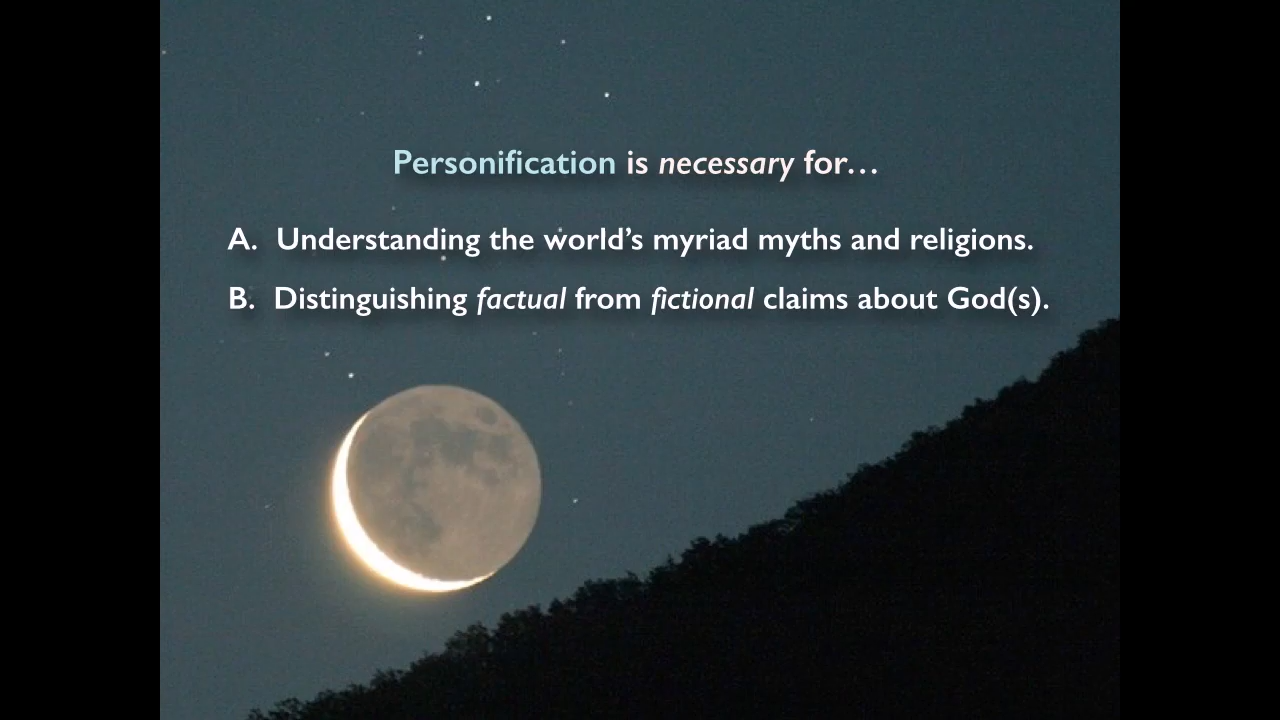 Personification is necessary for…
A. Understanding the world’s myriad myths and religions.
B. Distinguishing factual from fictional claims about God(s).